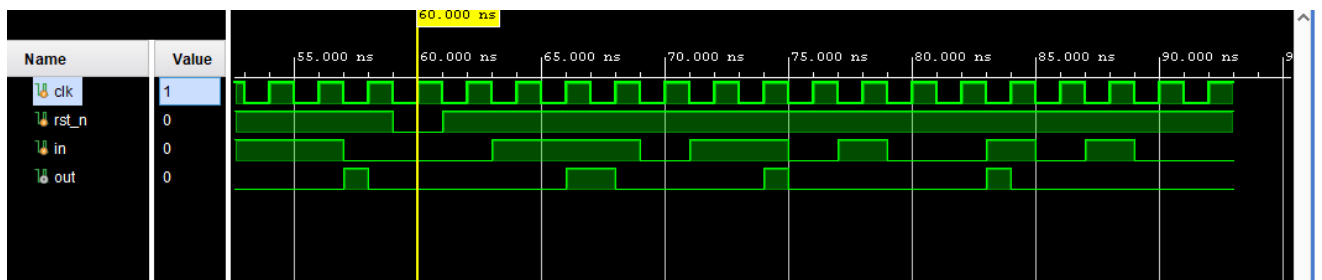 60.000 ns
Name
Value
55.000 ns
60.000 ns
65.000 ns
70.000 ns
75.000 ns
80.000 ns
85.000 ns
90.000 ns
9
clk
1
rst_n
0
in
0
out
0